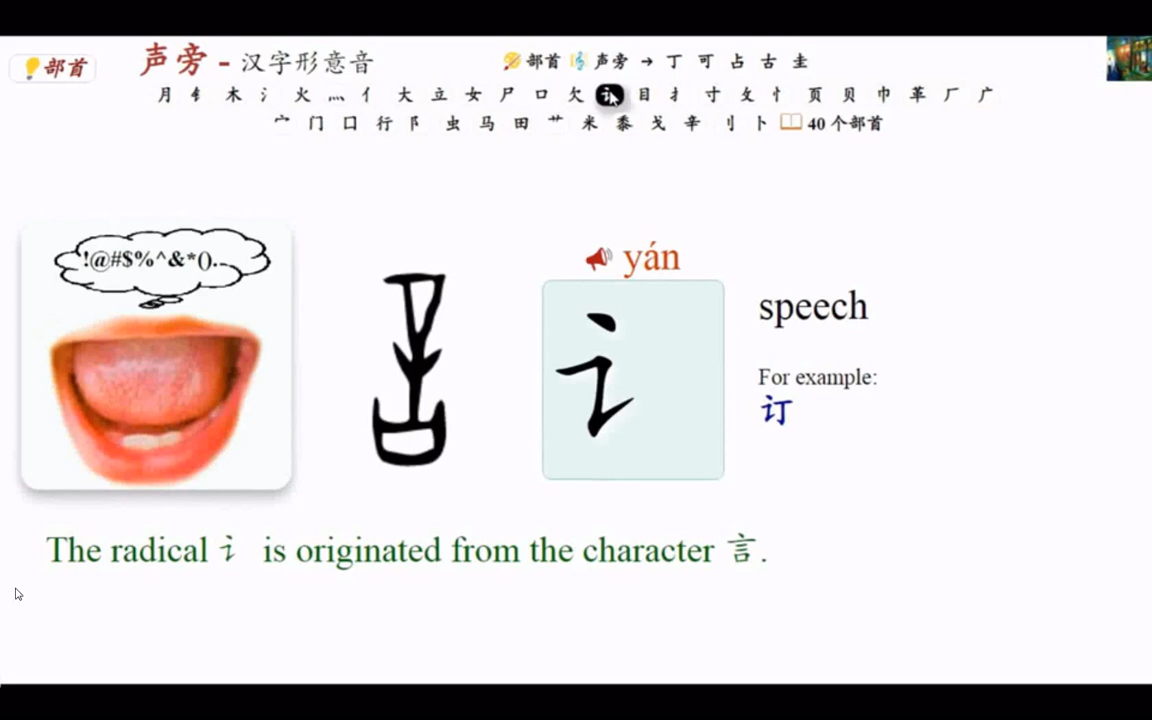 部首
声旁 - 汉字形意音
部首 声旁 → 丁 可 占 古 圭
月 钅 木 氵 火 灬 亻 大 立 女 尸 口 欠 讠 目 扌 寸 攵 忄 页 贝 巾 革 厂 广
宀 门 囗 行 阝 虫 马 田 艹 米 黍 戈 辛 刂 卜 40 个部首
!@#$%^&*()...
yán
讠
speech
For example:
订
The radical 讠 is originated from the character 言.